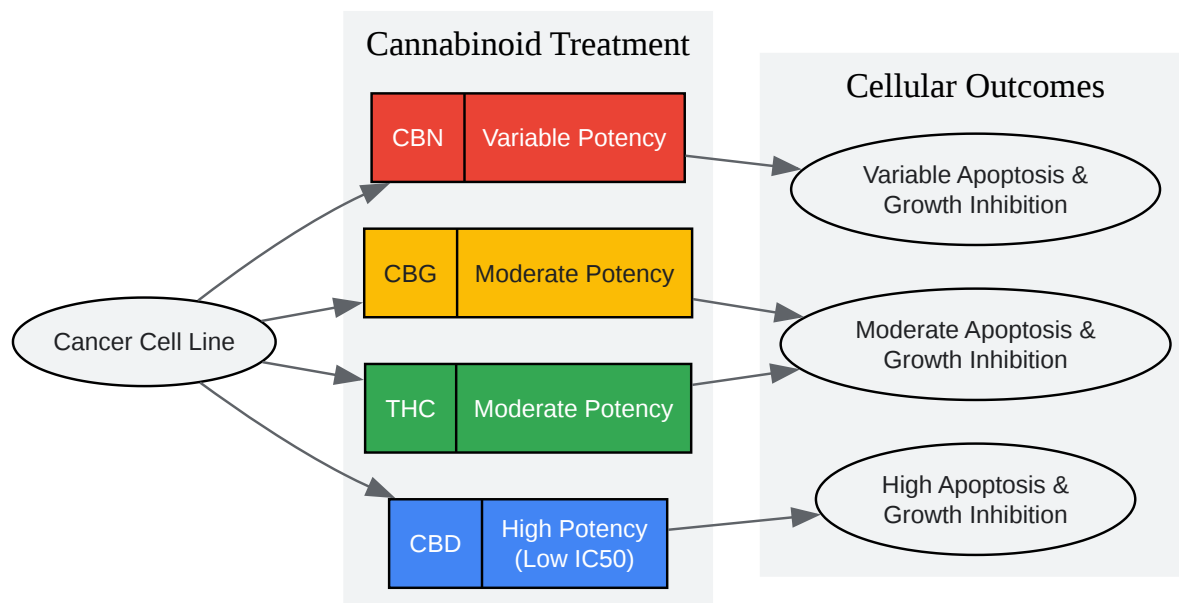 Cannabinoid Treatment
Cellular Outcomes
CBN
Variable Potency
Variable Apoptosis &
Growth Inhibition
CBG
Moderate Potency
Cancer Cell Line
Moderate Apoptosis &
Growth Inhibition
THC
Moderate Potency
CBD
High Potency
(Low IC50)
High Apoptosis &
Growth Inhibition